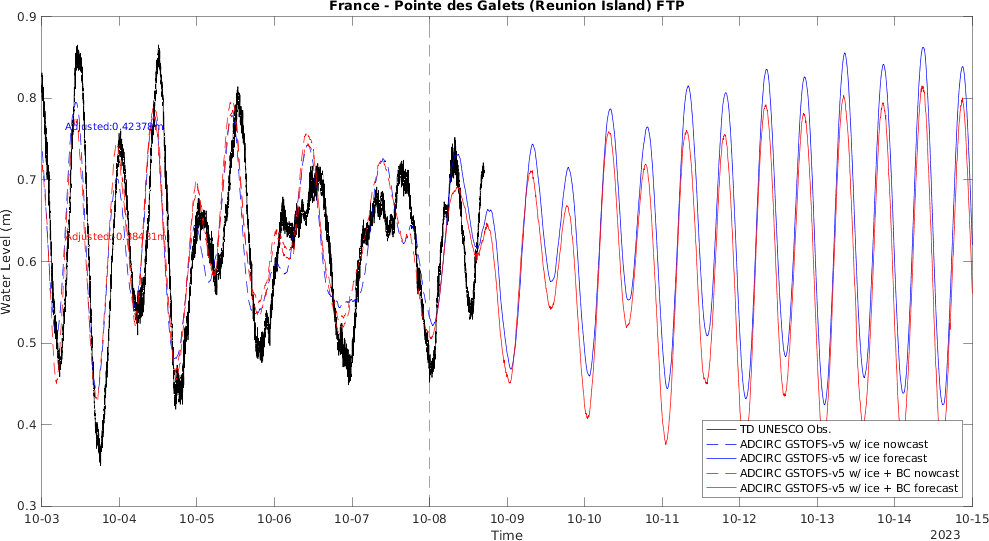 France - Pointe des Galets (Reunion Island) FTP
0.9
0.8
0.7
0.6
0.5
0.4
0.3
Water Level (m)
Adjusted:0.42378m
Adjusted: 0.38481m
TD UNESCO Obs.
ADCIRC GSTOFS-v5 w/ ice nowcast
ADCIRC GSTOFS-v5 w/ ice forecast
ADCIRC GSTOFS-v5 w/ ice + BC nowcast
ADCIRC GSTOFS-v5 w/ ice + BC forecast
10-03 10-04 10-05 10-06 10-07 10-08 10-09 10-10 10-11 10-12 10-13 10-14 10-15
Time
2023